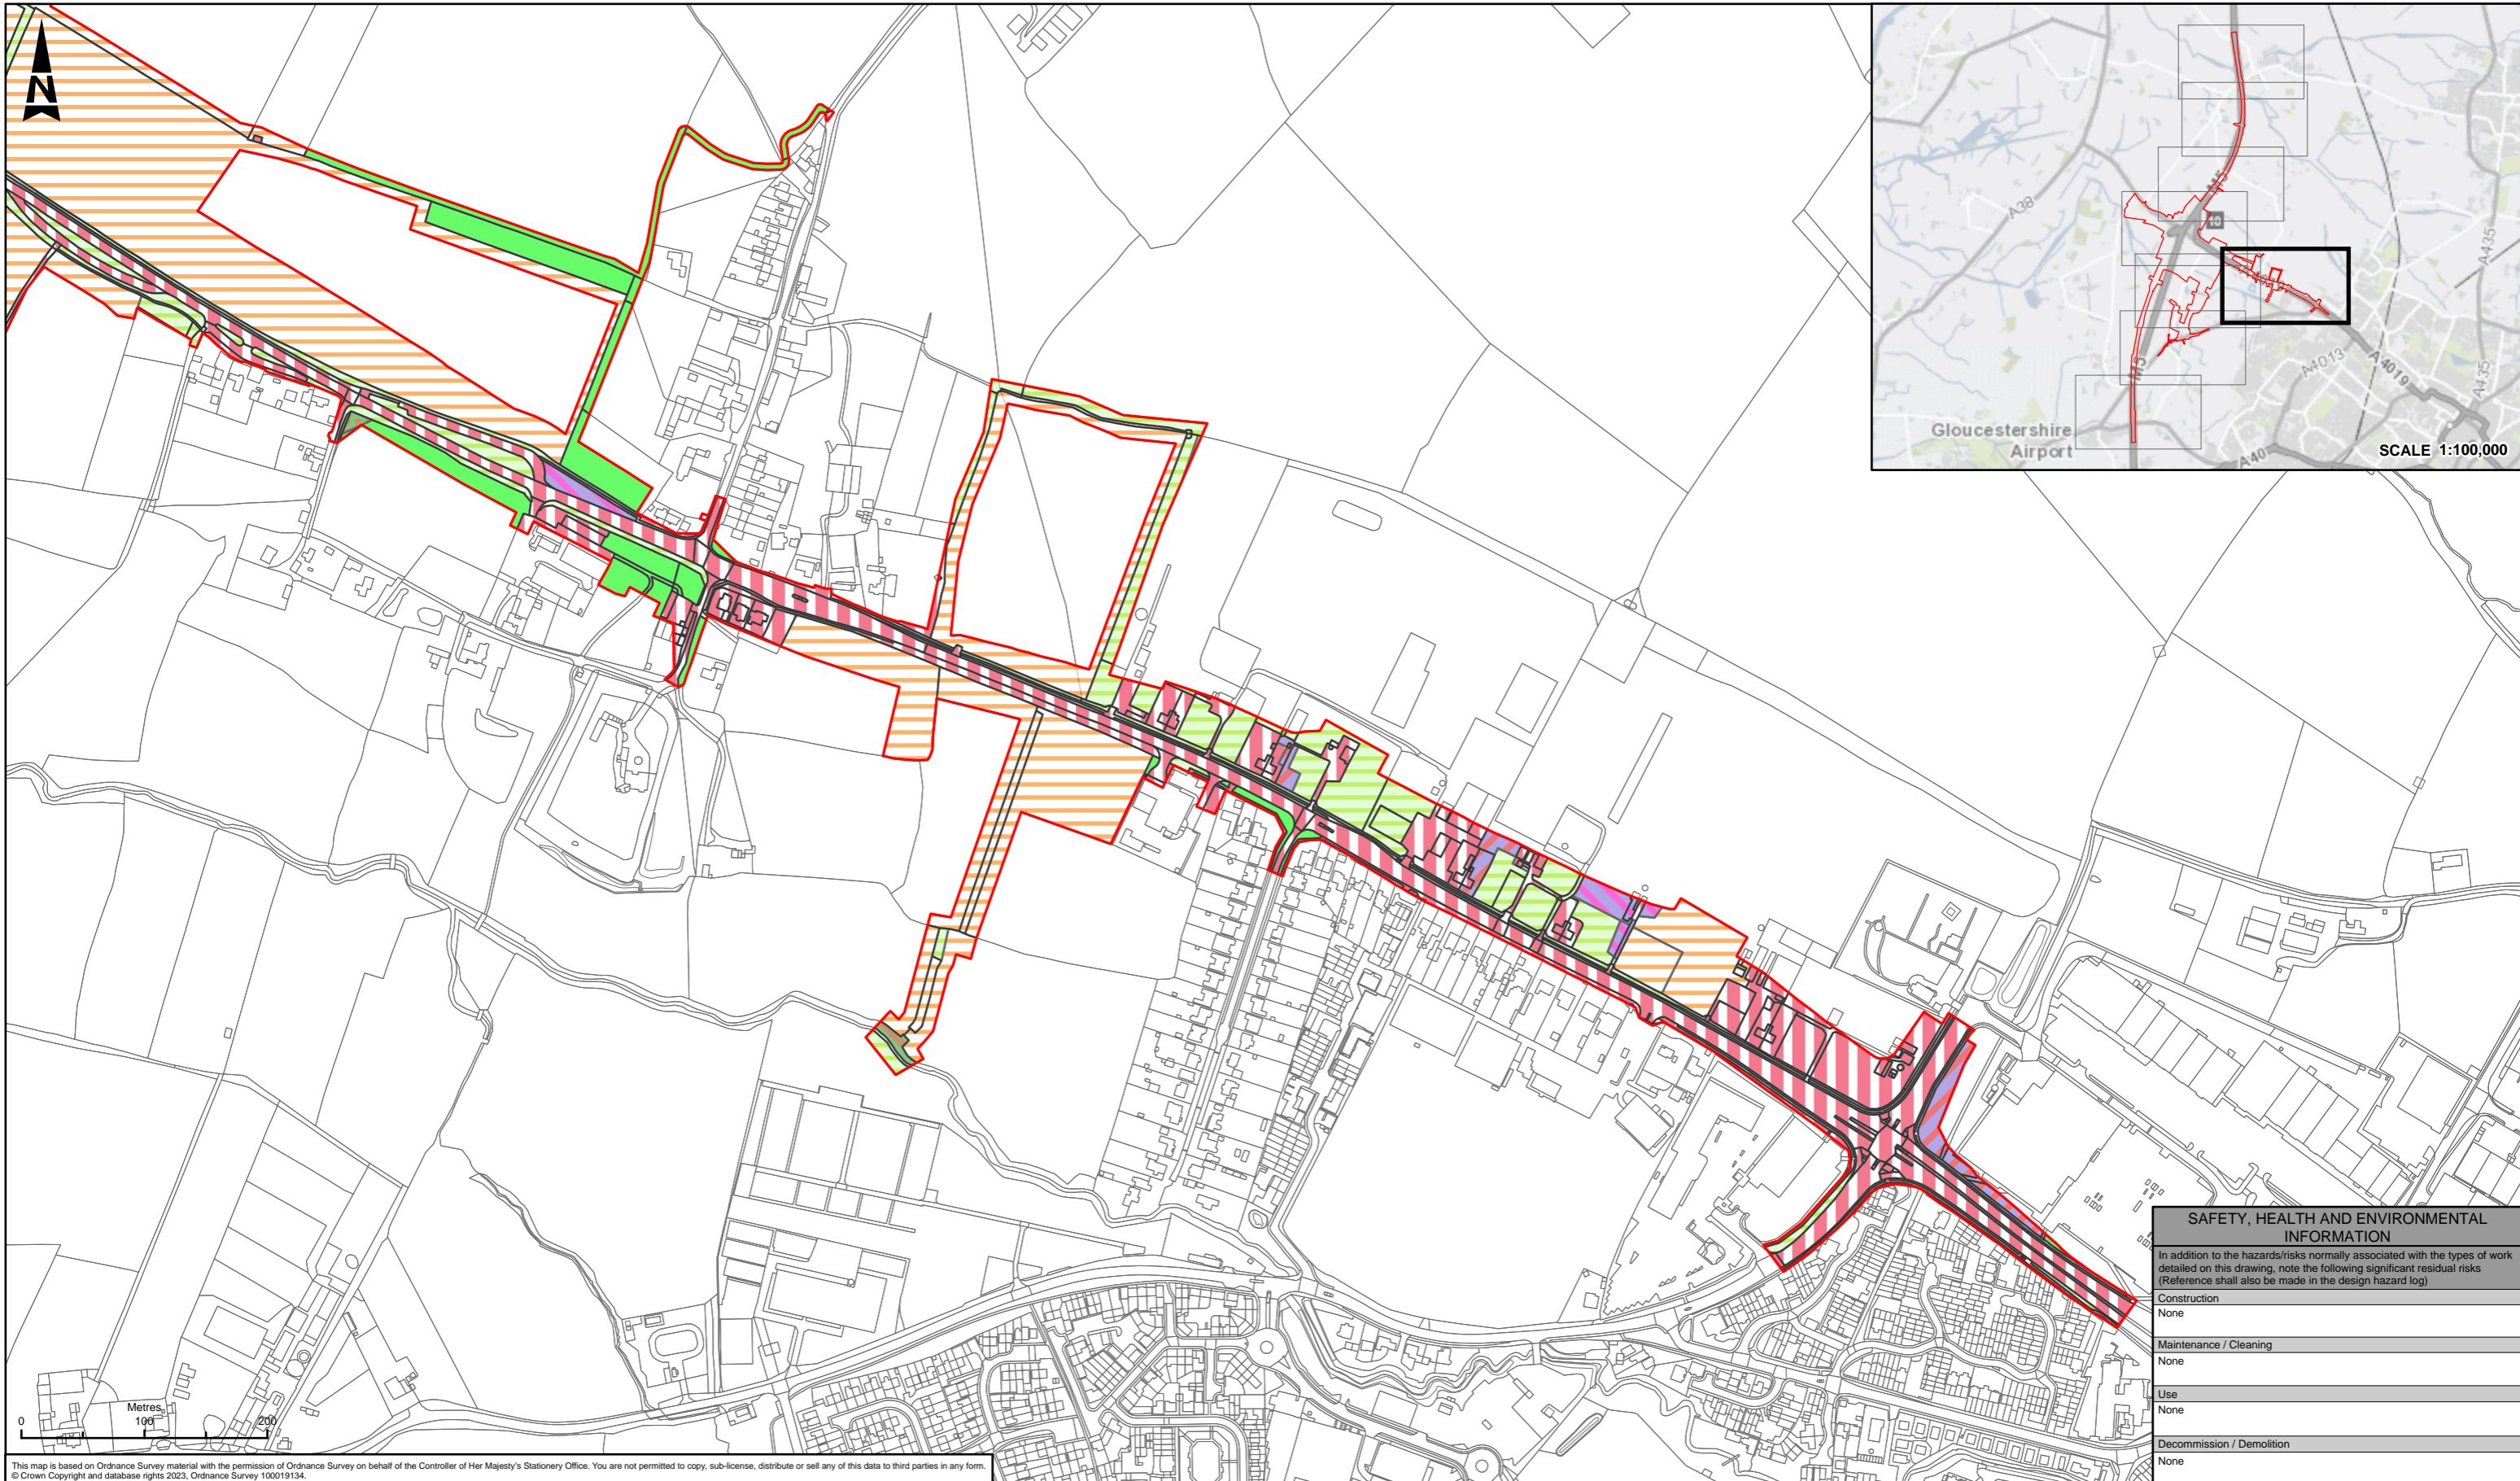 N
A38
M5
10
A435
A4013
A4019
A435
M5
Gloucestershire
Airport
A40
SCALE 1:100,000
SAFETY, HEALTH AND ENVIRONMENTAL
INFORMATION
In addition to the hazards/risks normally associated with the types of work
detailed on this drawing, note the following significant residual risks
(Reference shall also be made in the design hazard log)
Construction
None
Maintenance / Cleaning
None
Use
None
Decommission / Demolition
None
Metres
0 100 200
This map is based on Ordnance Survey material with the permission of Ordnance Survey on behalf of the Controller of Her Majesty's Stationery Office. You are not permitted to copy, sub-license, distribute or sell any of this data to third parties in any form.
© Crown Copyright and database rights 2023, Ordnance Survey 100019134.